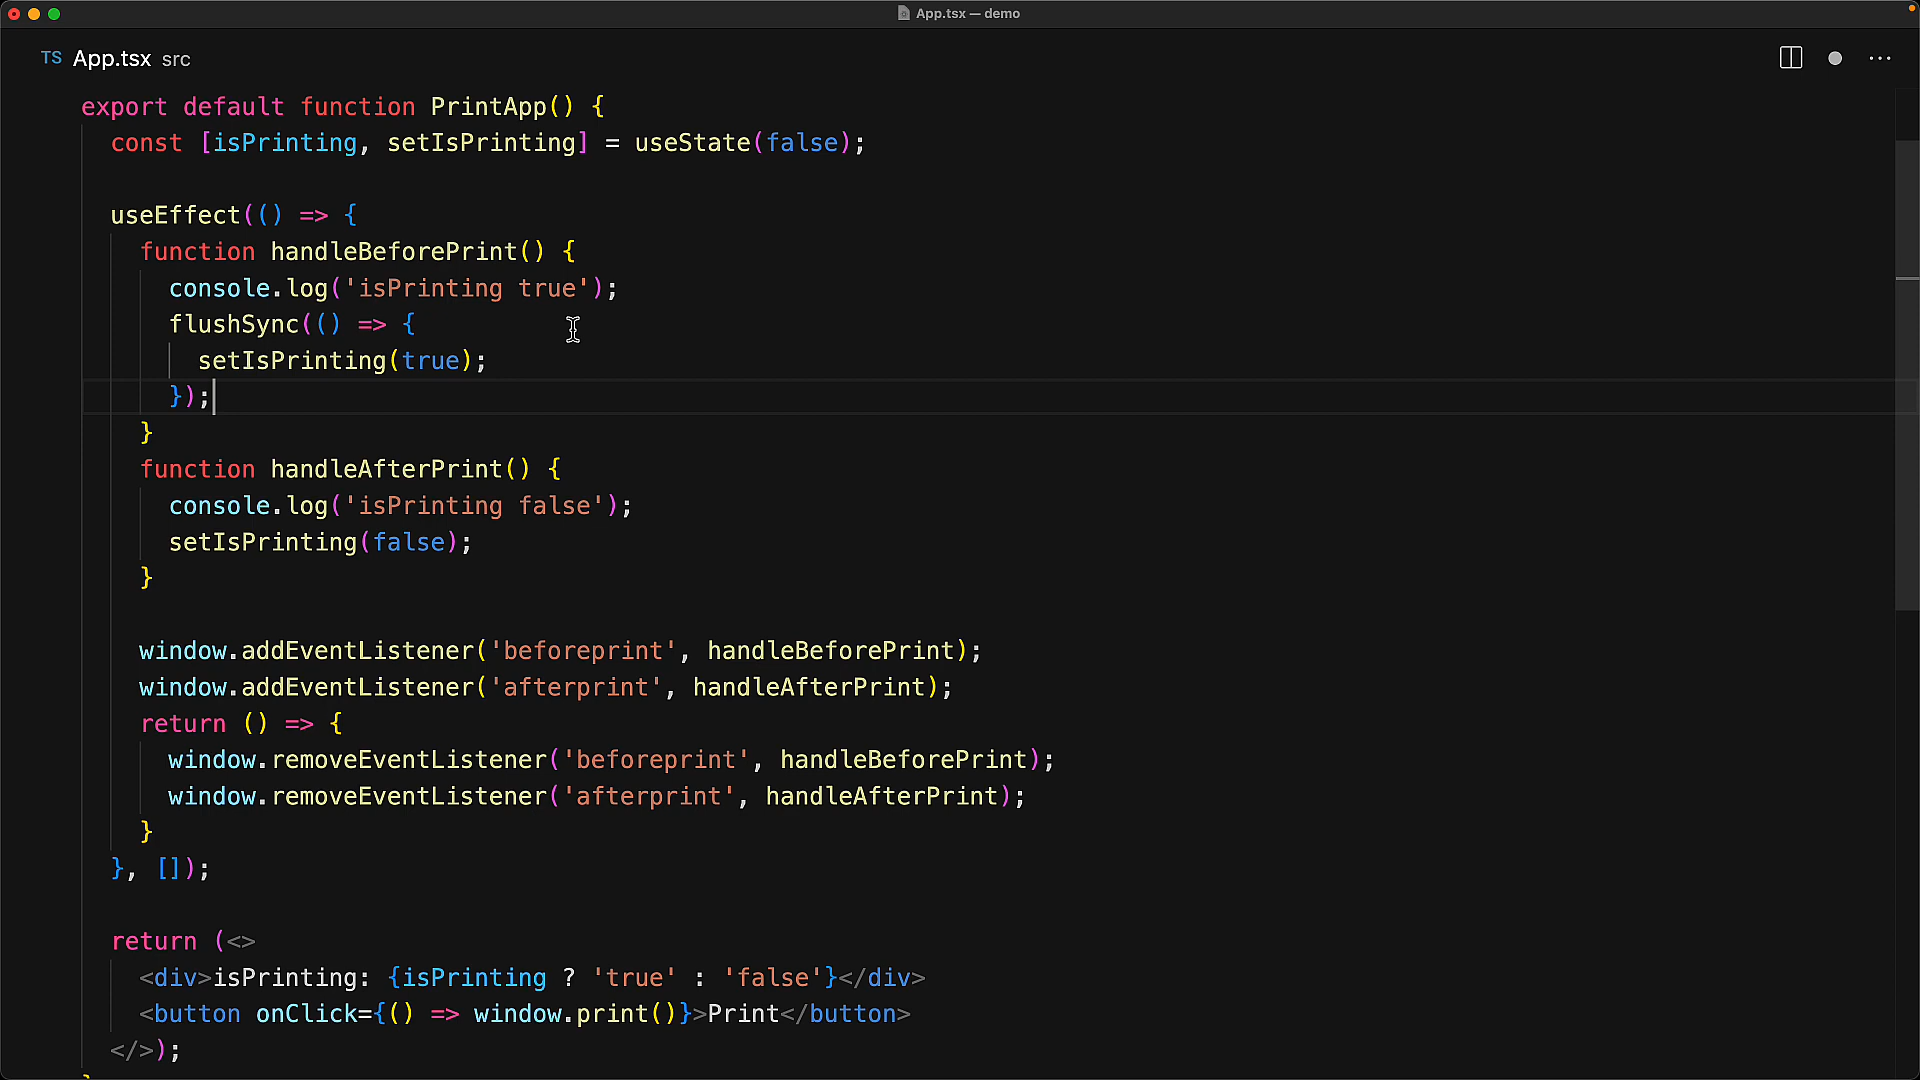 App.tsx — demo
TS App.tsx src
export default function PrintApp() {
  const [isPrinting, setIsPrinting] = useState(false);

  useEffect(() => {
    function handleBeforePrint() {
      console.log('isPrinting true');
      flushSync(() => {
        setIsPrinting(true);
      });
    }
    function handleAfterPrint() {
      console.log('isPrinting false');
      setIsPrinting(false);
    }

    window.addEventListener('beforeprint', handleBeforePrint);
    window.addEventListener('afterprint', handleAfterPrint);
    return () => {
      window.removeEventListener('beforeprint', handleBeforePrint);
      window.removeEventListener('afterprint', handleAfterPrint);
    }
  }, []);

  return (<>
    <div>isPrinting: {isPrinting ? 'true' : 'false'}</div>
    <button onClick={() => window.print()}>Print</button>
  </>);